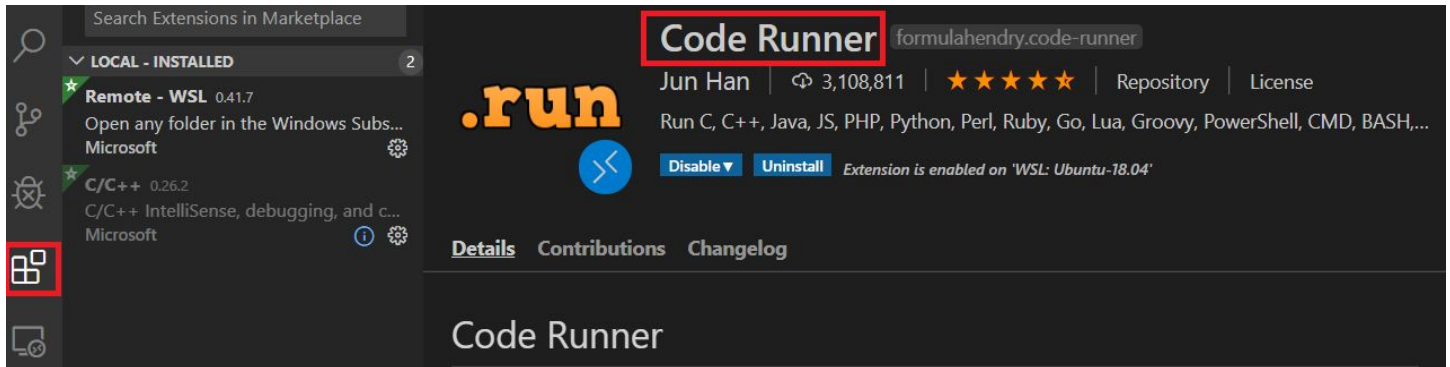 Search Extensions in Marketplace
LOCAL - INSTALLED 2
Remote - WSL 0.41.7
Open any folder in the Windows Subs...
Microsoft
C/C++ 0.26.2
C/C++ IntelliSense, debugging, and c...
Microsoft
.run
Code Runner formulahendry.code-runner
Jun Han 3,108,811 Repository License
Run C, C++, Java, JS, PHP, Python, Perl, Ruby, Go, Lua, Groovy, PowerShell, CMD, BASH,...
Disable Uninstall Extension is enabled on 'WSL: Ubuntu-18.04'
Details Contributions Changelog
Code Runner